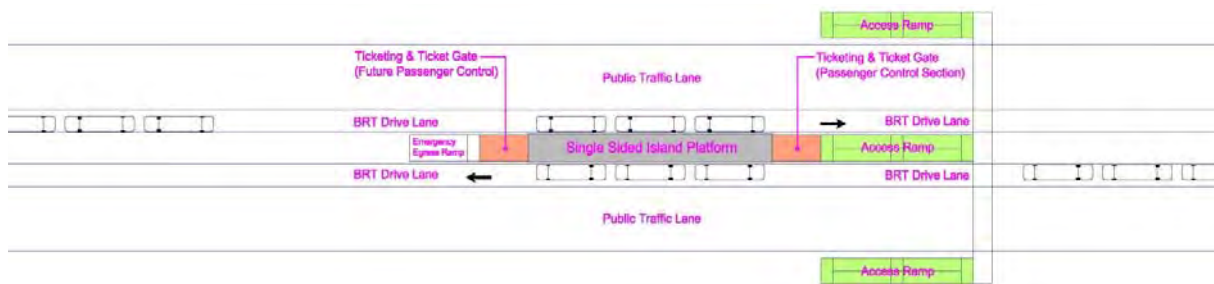 Access Ramp
Ticketing & Ticket Gate
(Future Passenger Control)
Public Traffic Lane
Ticketing & Ticket Gate
(Passenger Control Section)
BRT Drive Lane
BRT Drive Lane
Emergency
Egress Ramp
Single Sided Island Platform
Access Ramp
BRT Drive Lane
BRT Drive Lane
Public Traffic Lane
Access Ramp